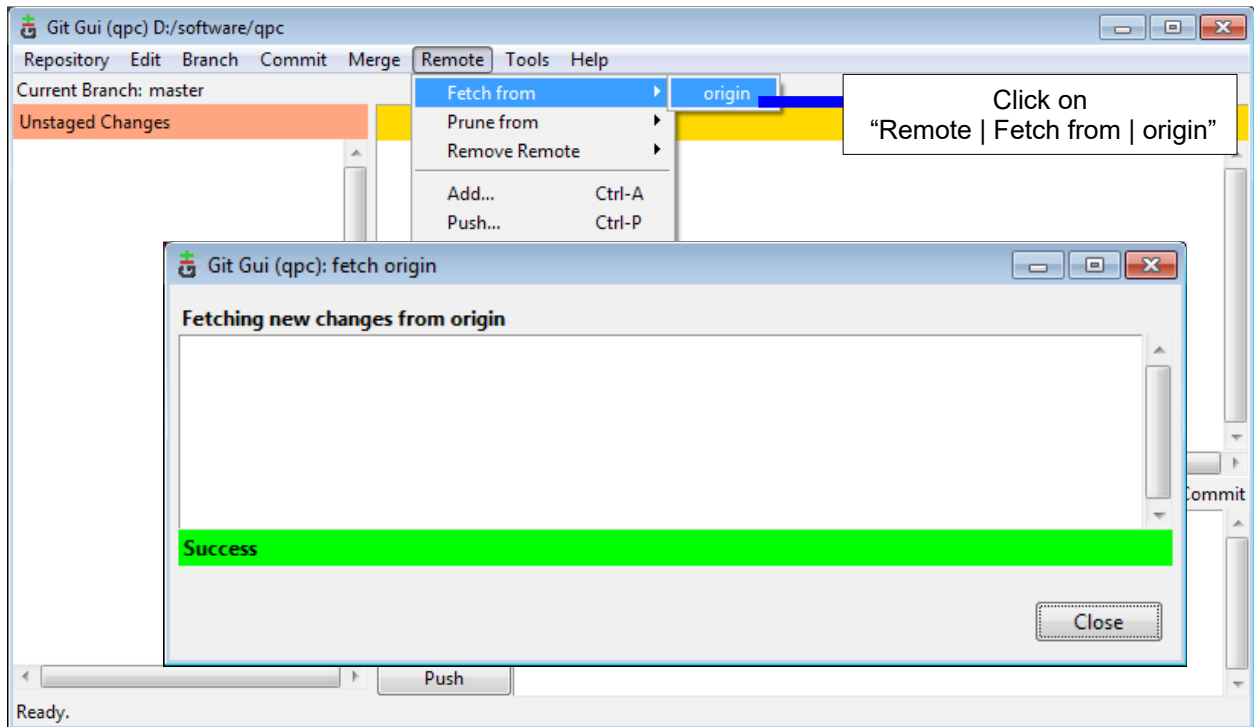 Git Gui (qpc) D:/software/qpc
Repository Edit Branch Commit Merge Remote Tools Help
Current Branch: master
Fetch from origin
Click on
“Remote | Fetch from | origin”
Unstaged Changes
Prune from
Remove Remote
Add... Ctrl-A
Push... Ctrl-P
Git Gui (qpc): fetch origin
Fetching new changes from origin
Success
Close
Commit
Push
Ready.